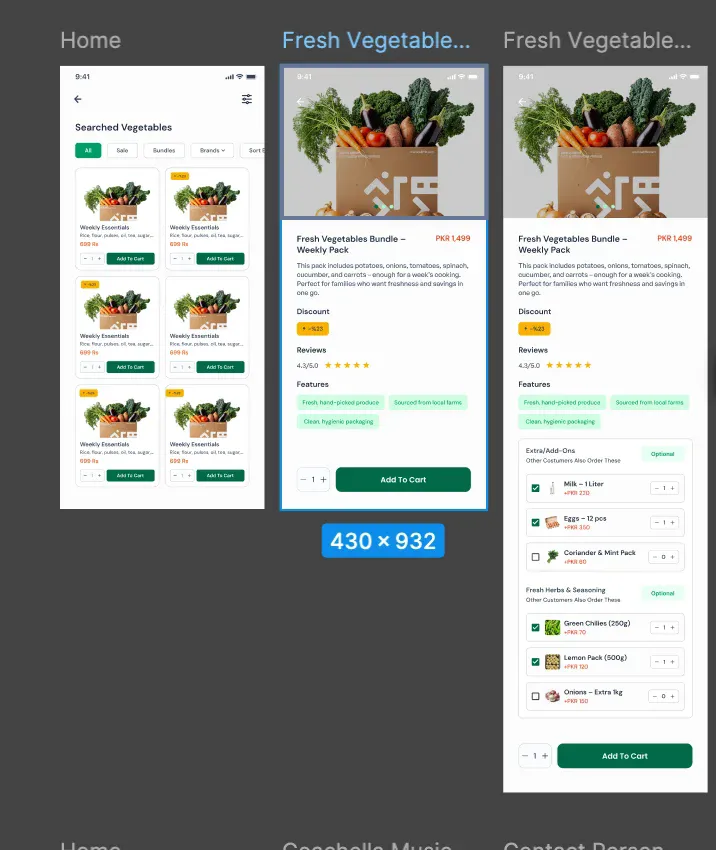 Home
Fresh Vegetable...
Fresh Vegetable...
9:41
Searched Vegetables
All
Sale
Bundles
Brands
Sort
Weekly Essentials
Rice, flour, pulses, oil, tea, sugar...
699 Rs
− 1 +
Add To Cart
Weekly Essentials
Rice, flour, pulses, oil, tea, sugar...
699 Rs
− 1 +
Add To Cart
Weekly Essentials
Rice, flour, pulses, oil, tea, sugar...
699 Rs
− 1 +
Add To Cart
Weekly Essentials
Rice, flour, pulses, oil, tea, sugar...
699 Rs
− 1 +
Add To Cart
Weekly Essentials
Rice, flour, pulses, oil, tea, sugar...
699 Rs
− 1 +
Add To Cart
Weekly Essentials
Rice, flour, pulses, oil, tea, sugar...
699 Rs
− 1 +
Add To Cart
9:41
Fresh Vegetables Bundle –
Weekly Pack
PKR 1,499
This pack includes potatoes, onions, tomatoes, spinach,
cucumber, and carrots – enough for a week's cooking.
Perfect for families who want freshness and savings in
one go.
Discount
-%23
Reviews
4.3/5.0
Features
Fresh, hand-picked produce
Sourced from local farms
Clean, hygienic packaging
− 1 +
Add To Cart
430 × 932
9:41
Fresh Vegetables Bundle –
Weekly Pack
PKR 1,499
This pack includes potatoes, onions, tomatoes, spinach,
cucumber, and carrots – enough for a week's cooking.
Perfect for families who want freshness and savings in
one go.
Discount
-%23
Reviews
4.3/5.0
Features
Fresh, hand-picked produce
Sourced from local farms
Clean, hygienic packaging
Extra/Add-Ons
Other Custumers Also Order These
Optional
Milk – 1 Liter
+PKR 220
− 1 +
Eggs – 12 pcs
+PKR 350
− 1 +
Coriander & Mint Pack
+PKR 80
− 0 +
Fresh Herbs & Seasoning
Other Custumers Also Order These
Optional
Green Chilies (250g)
+PKR 70
− 1 +
Lemon Pack (500g)
+PKR 120
− 1 +
Onions – Extra 1kg
+PKR 150
− 0 +
− 1 +
Add To Cart
Home
Coachella Music
Contact Person